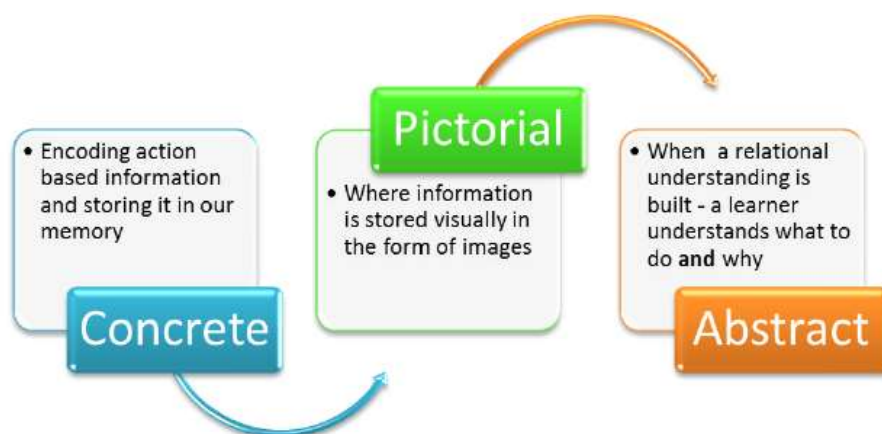 • Encoding action
based information
and storing it in our
memory
Concrete
Pictorial
• Where information
is stored visually in
the form of images
• When a relational
understanding is
built - a learner
understands what to
do and why
Abstract